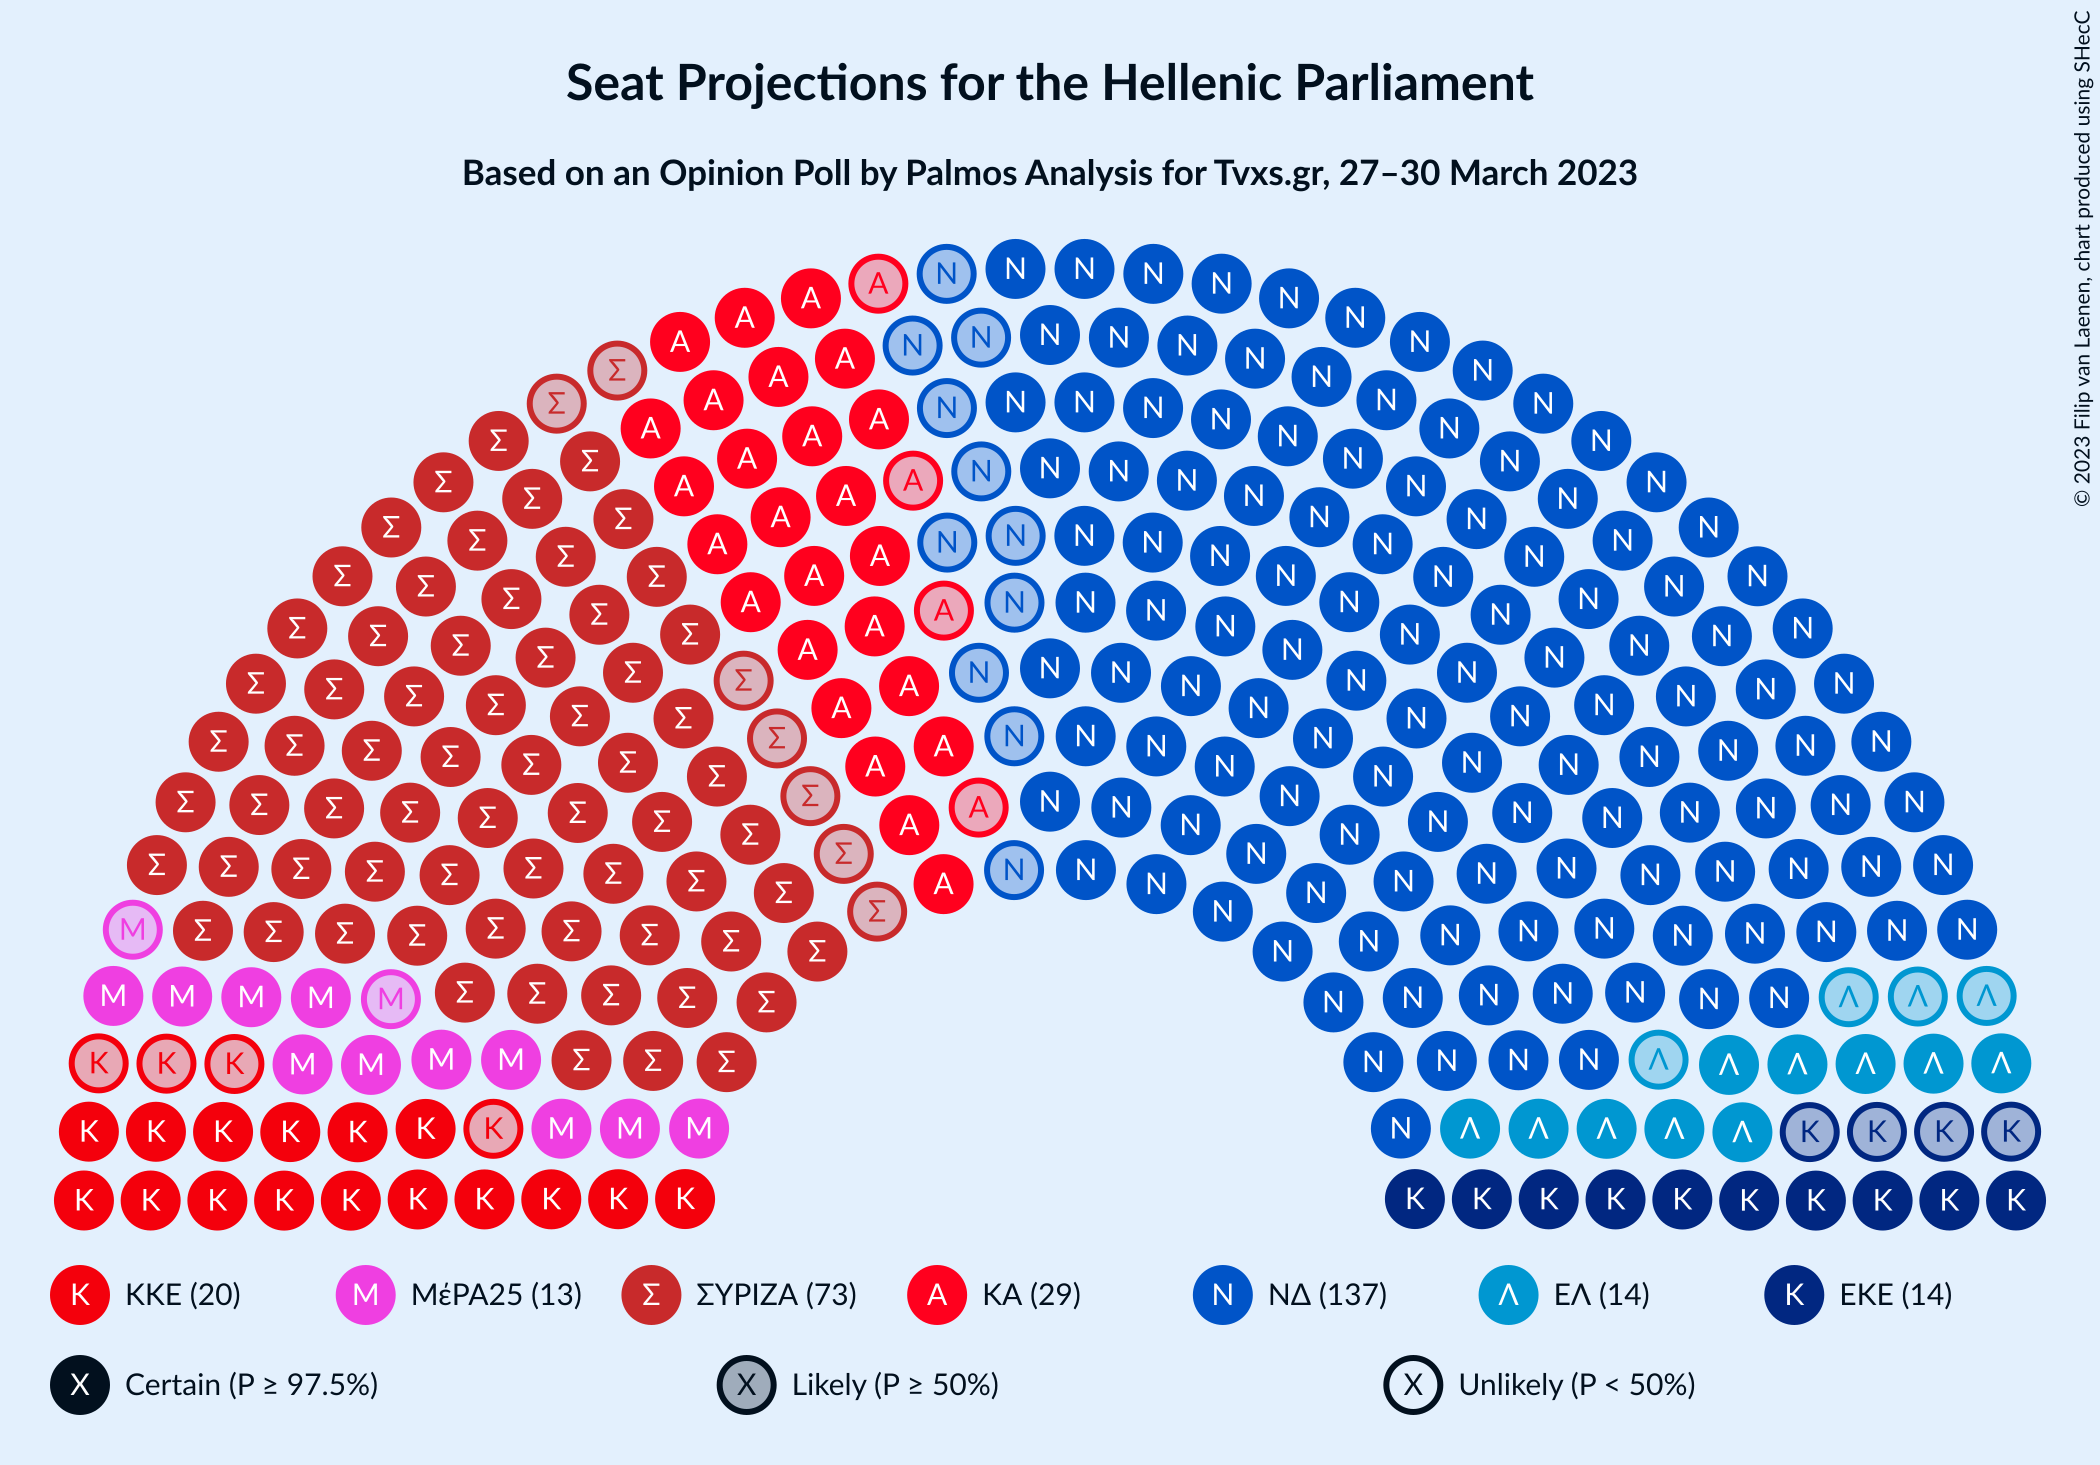 Seat Projections for the Hellenic Parliament
Based on an Opinion Poll by Palmos Analysis for Tvxs.gr, 27–30 March 2023
© 2023 Filip van Laenen, chart produced using SHecC
Κ ΚΚΕ (20) Μ ΜέΡΑ25 (13) Σ ΣΥΡΙΖΑ (73) Α ΚΑ (29) Ν ΝΔ (137) Λ ΕΛ (14) Κ ΕΚΕ (14)
X Certain (P ≥ 97.5%) X Likely (P ≥ 50%) X Unlikely (P < 50%)